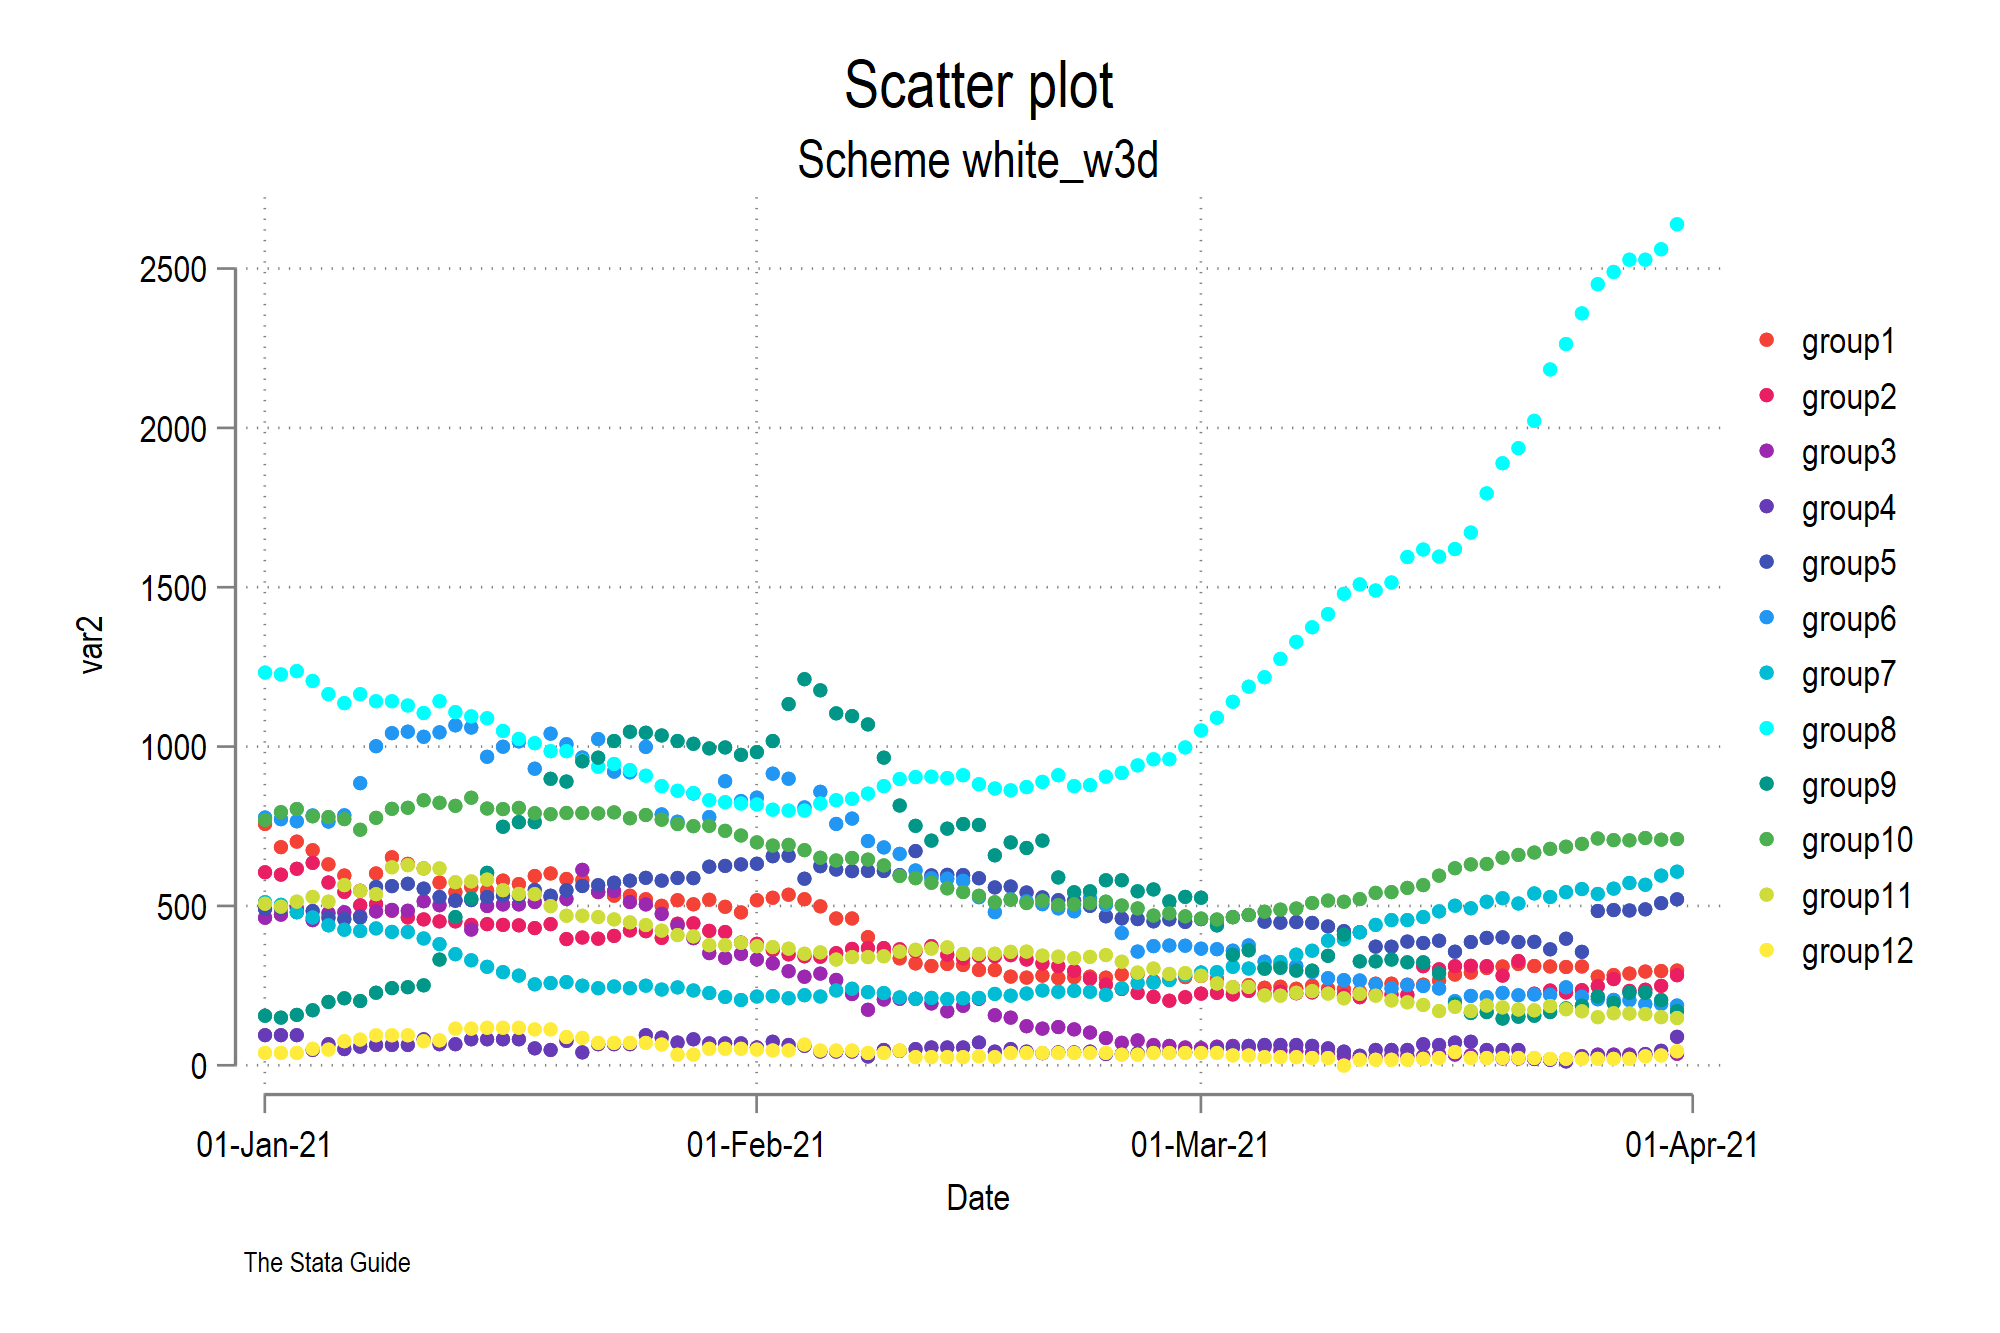 Scatter plot
Scheme white_w3d
2500
2000
1500
1000
500
0
var2
01-Jan-21
01-Feb-21
01-Mar-21
01-Apr-21
Date
group1
group2
group3
group4
group5
group6
group7
group8
group9
group10
group11
group12
The Stata Guide